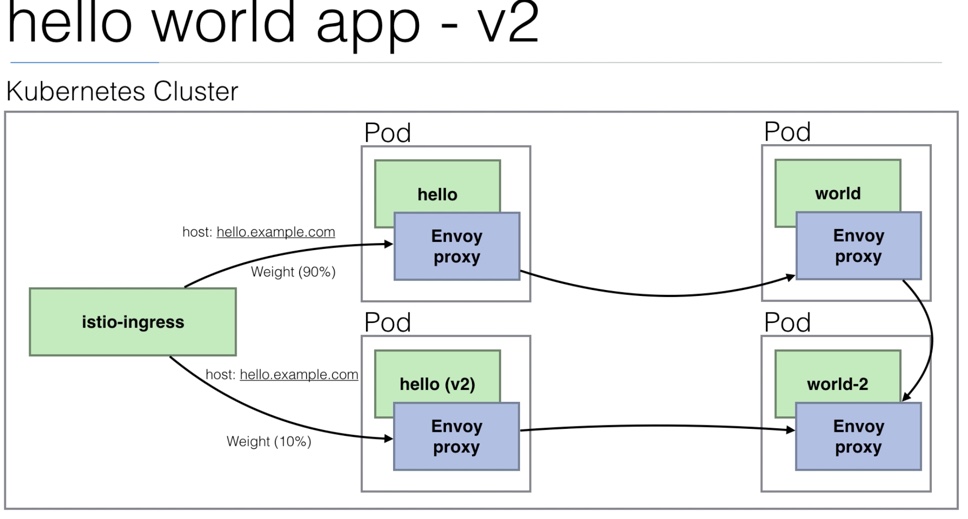 hello world app - v2
Kubernetes Cluster
Pod
hello
Envoy
proxy
Pod
world
Envoy
proxy
host: hello.example.com
Weight (90%)
istio-ingress
host: hello.example.com
Weight (10%)
Pod
hello (v2)
Envoy
proxy
Pod
world-2
Envoy
proxy